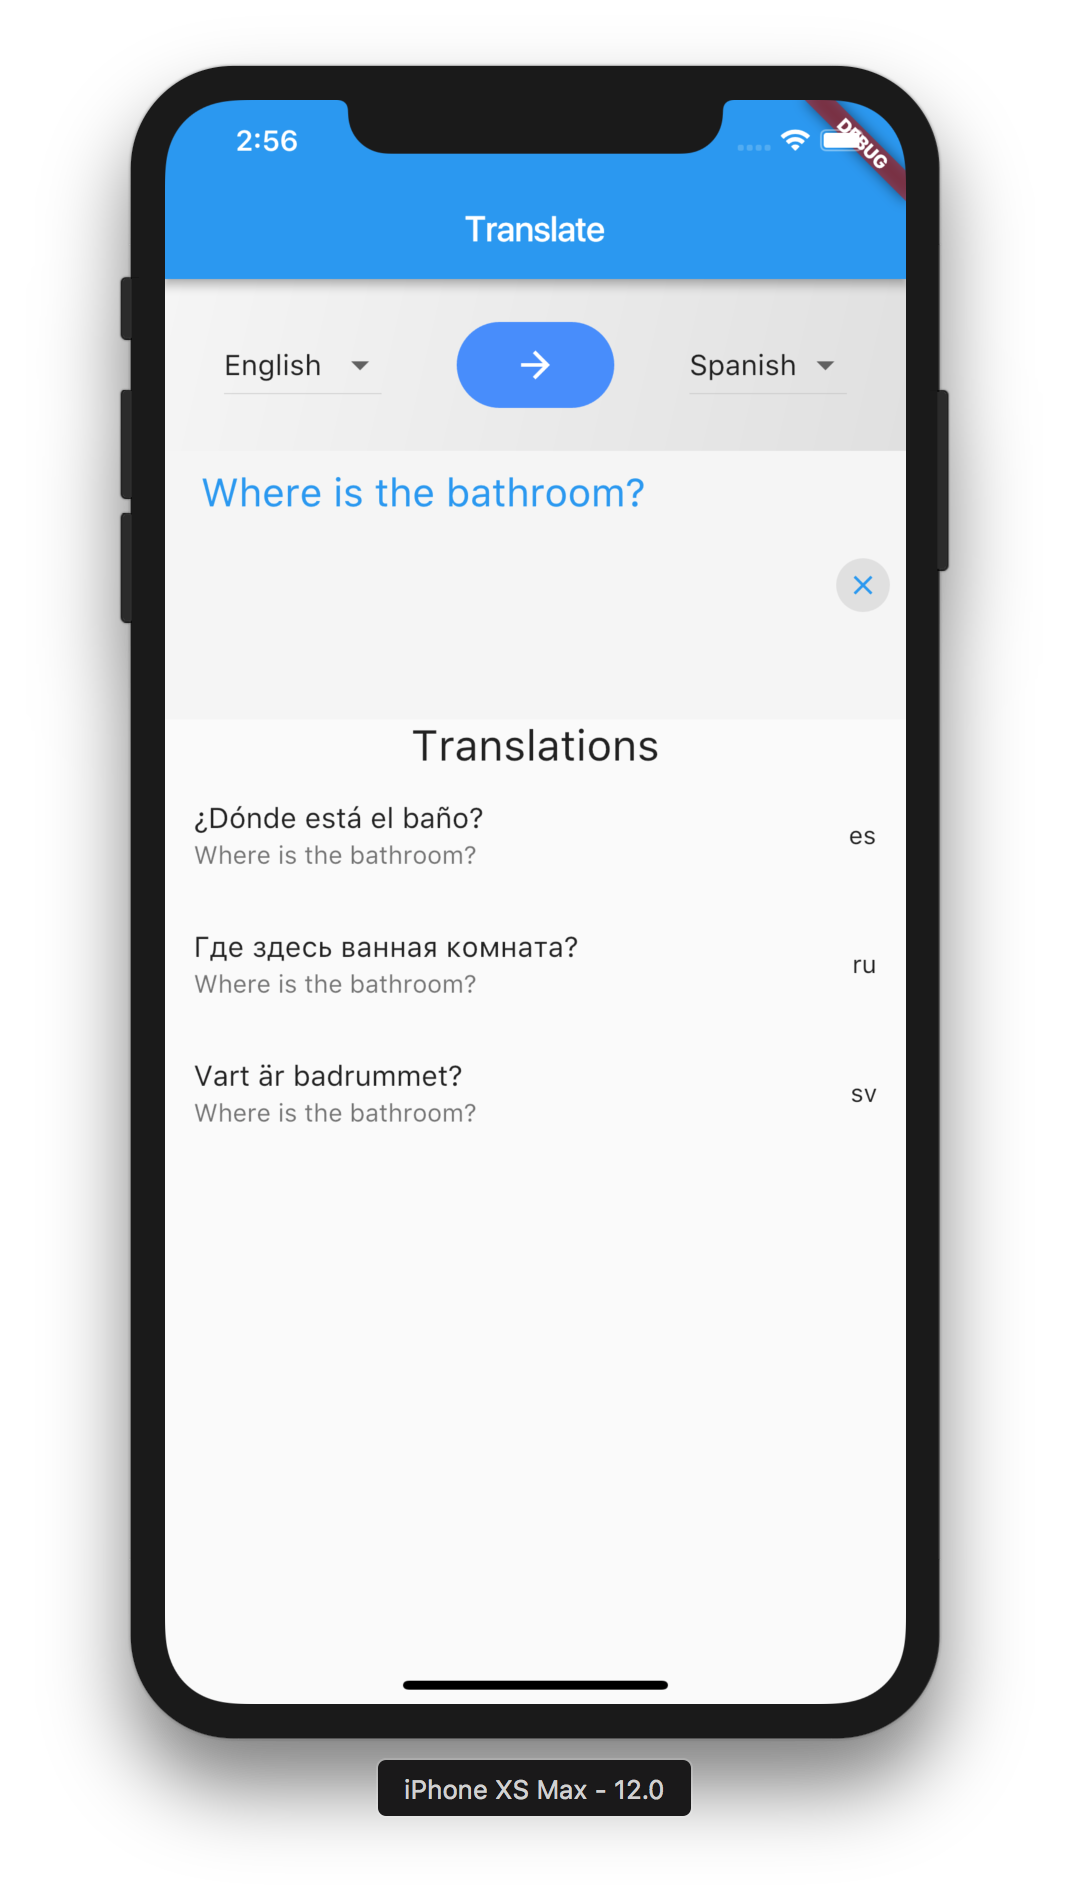 2:56
DEBUG
Translate
English
Spanish
Where is the bathroom?
Translations
¿Dónde está el baño?
Where is the bathroom?
es
Где здесь ванная комната?
Where is the bathroom?
ru
Vart är badrummet?
Where is the bathroom?
sv
iPhone XS Max - 12.0